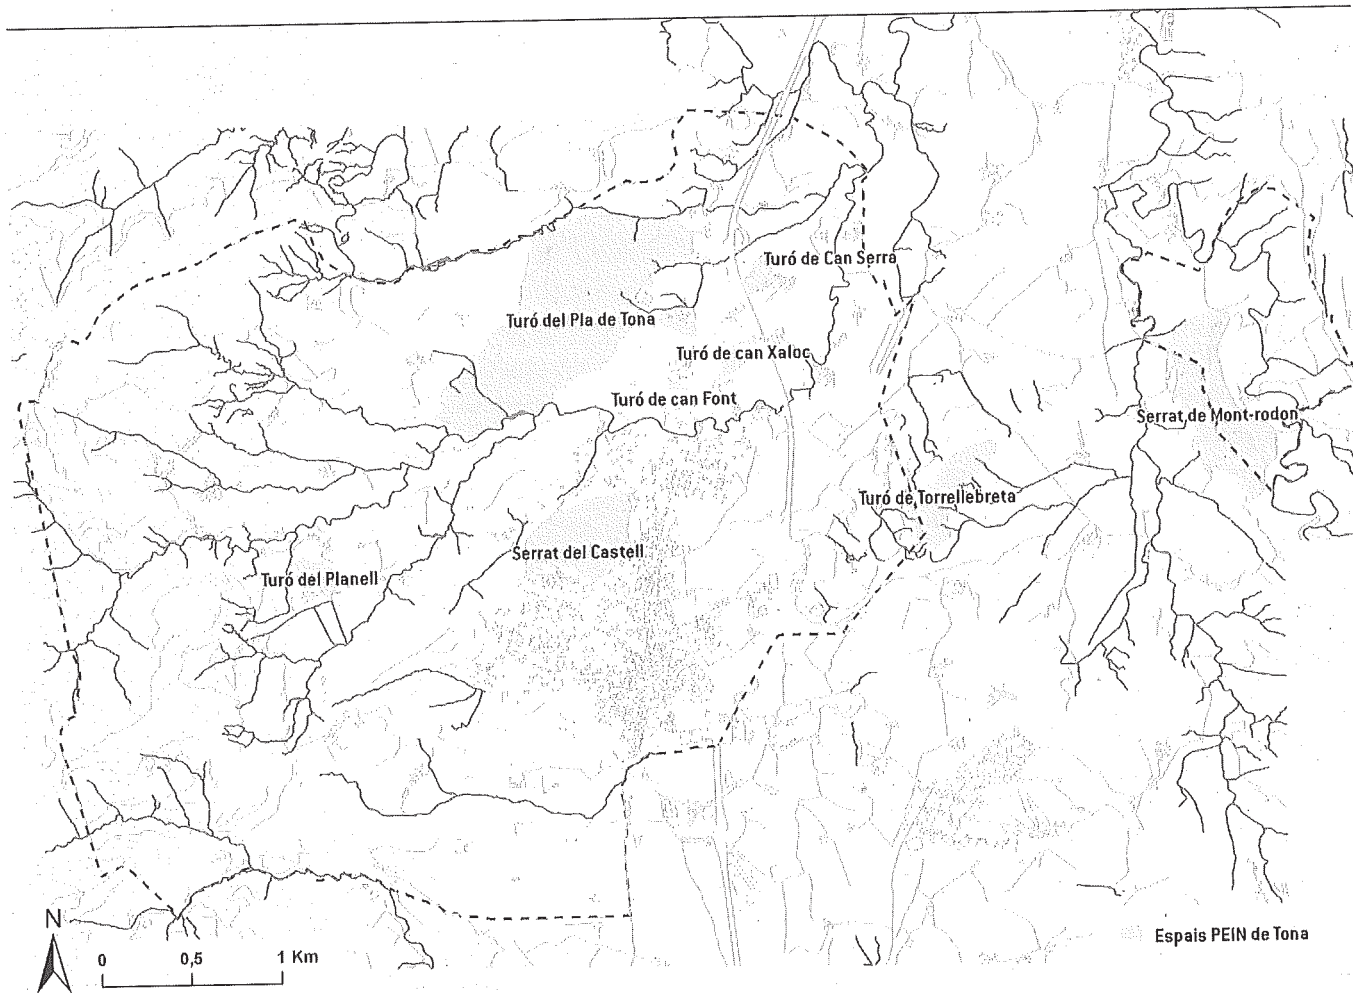 Turó de Can Serra
Turó del Pla de Tona
Turó de can Xaloc
Turó de can Font
Serrat de Mont-rodon
Turó de Torrellebreta
Serrat del Castell
Turó del Planell
N
0 0,5 1 Km
Espais PEIN de Tona